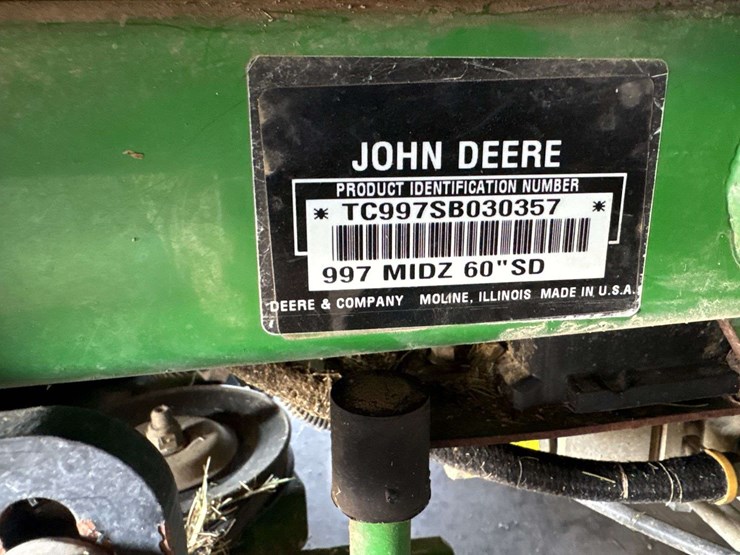 JOHN DEERE
PRODUCT IDENTIFICATION NUMBER
* TC997SB030357 *
997 MIDZ 60"SD
DEERE & COMPANY MOLINE, ILLINOIS MADE IN U.S.A.